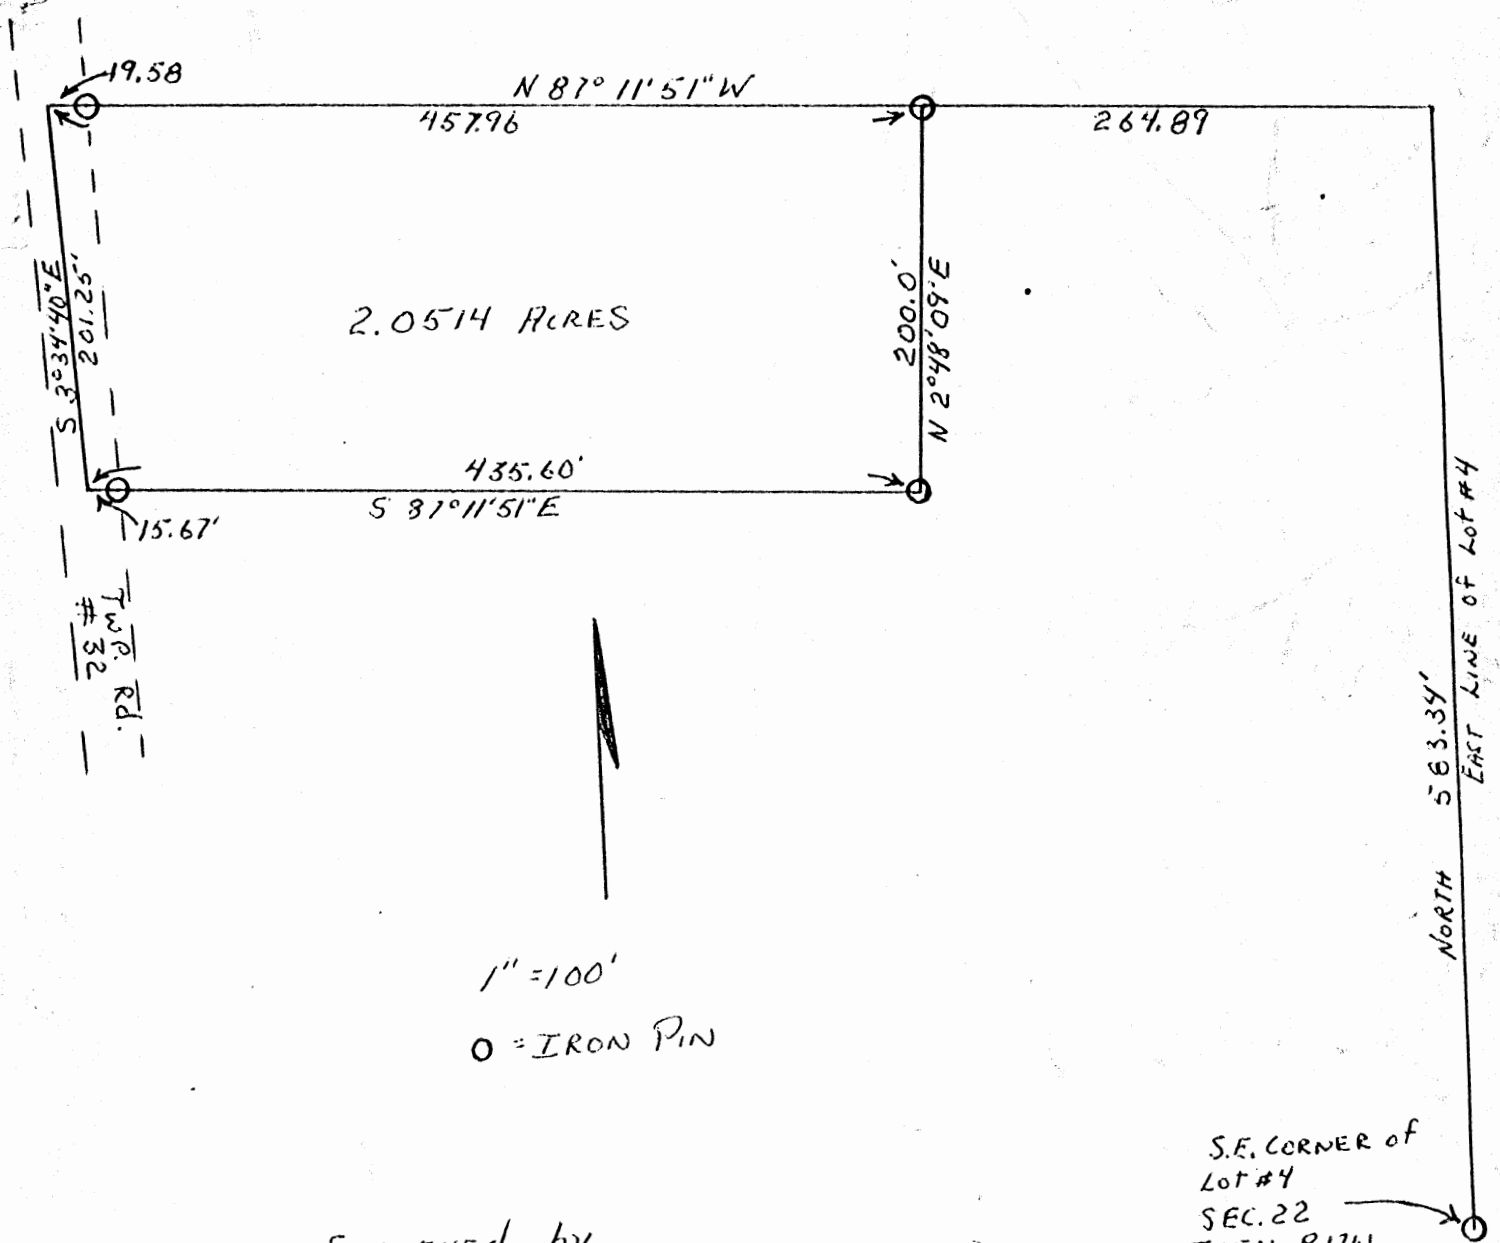 19.58
N 87° 11' 51" W
457.96
264.89
S 3°34'40"E
201.25'
2.0514 ACRES
200.0'
N 2°48'09"E
435.60'
S 87°11'51"E
15.67'
TWP. Rd.
# 32
NORTH 583.34'
EAST LINE OF LOT #4
1" = 100'
O = IRON PIN
S.E. CORNER of
LOT #4
SEC. 22
by